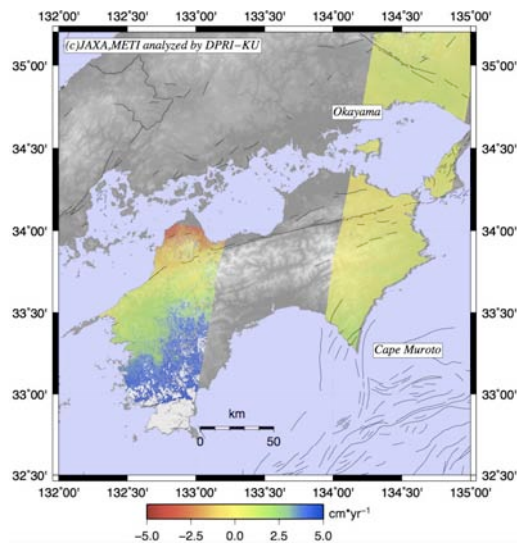 132˚00' 132˚30' 133˚00' 133˚30' 134˚00' 134˚30' 135˚00'
(c)JAXA,METI analyzed by DPRI-KU
35˚00' 35˚00'
Okayama
34˚30' 34˚30'
34˚00' 34˚00'
33˚30' 33˚30'
Cape Muroto
33˚00' 33˚00'
km
0 50
32˚30' 32˚30'
132˚00' 132˚30' 133˚00' 133˚30' 134˚00' 134˚30' 135˚00'
cm*yr⁻¹
−5.0 −2.5 0.0 2.5 5.0